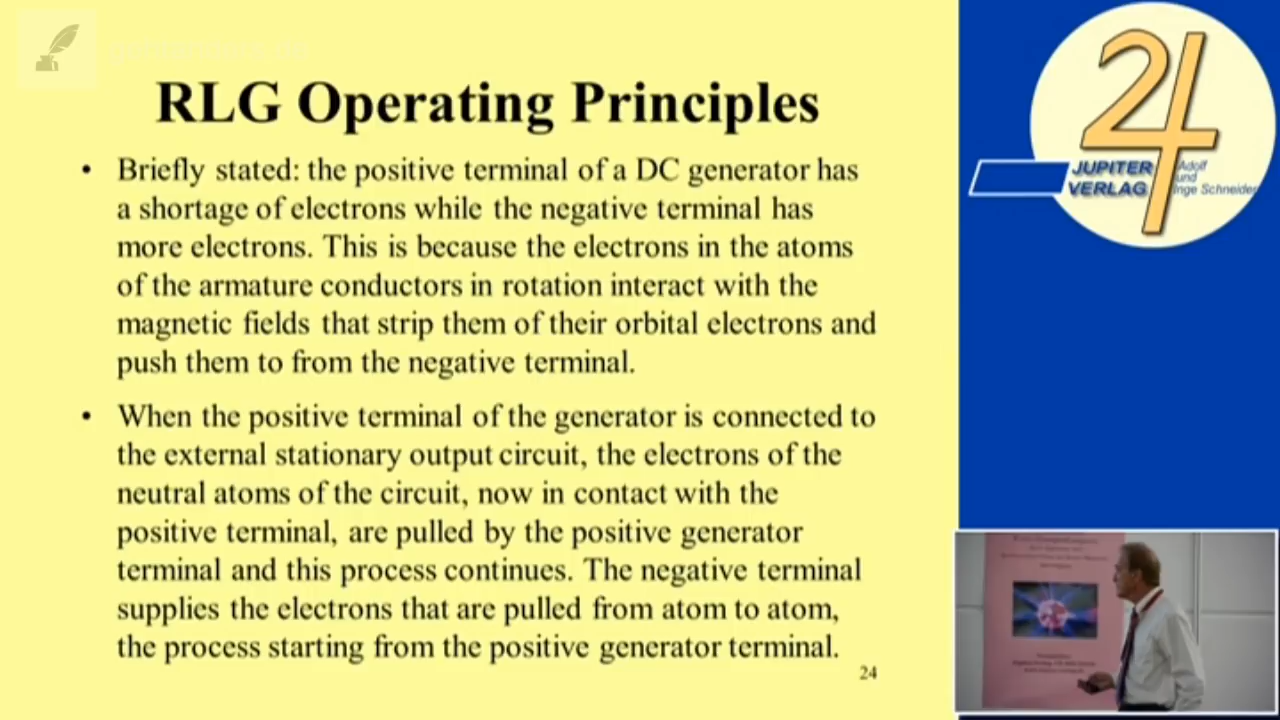 RLG Operating Principles
• Briefly stated: the positive terminal of a DC generator has
a shortage of electrons while the negative terminal has
more electrons. This is because the electrons in the atoms
of the armature conductors in rotation interact with the
magnetic fields that strip them of their orbital electrons and
push them to from the negative terminal.
• When the positive terminal of the generator is connected to
the external stationary output circuit, the electrons of the
neutral atoms of the circuit, now in contact with the
positive terminal, are pulled by the positive generator
terminal and this process continues. The negative terminal
supplies the electrons that are pulled from atom to atom,
the process starting from the positive generator terminal.
24
JUPITER
VERLAG
Adolf
und
Inge Schneider